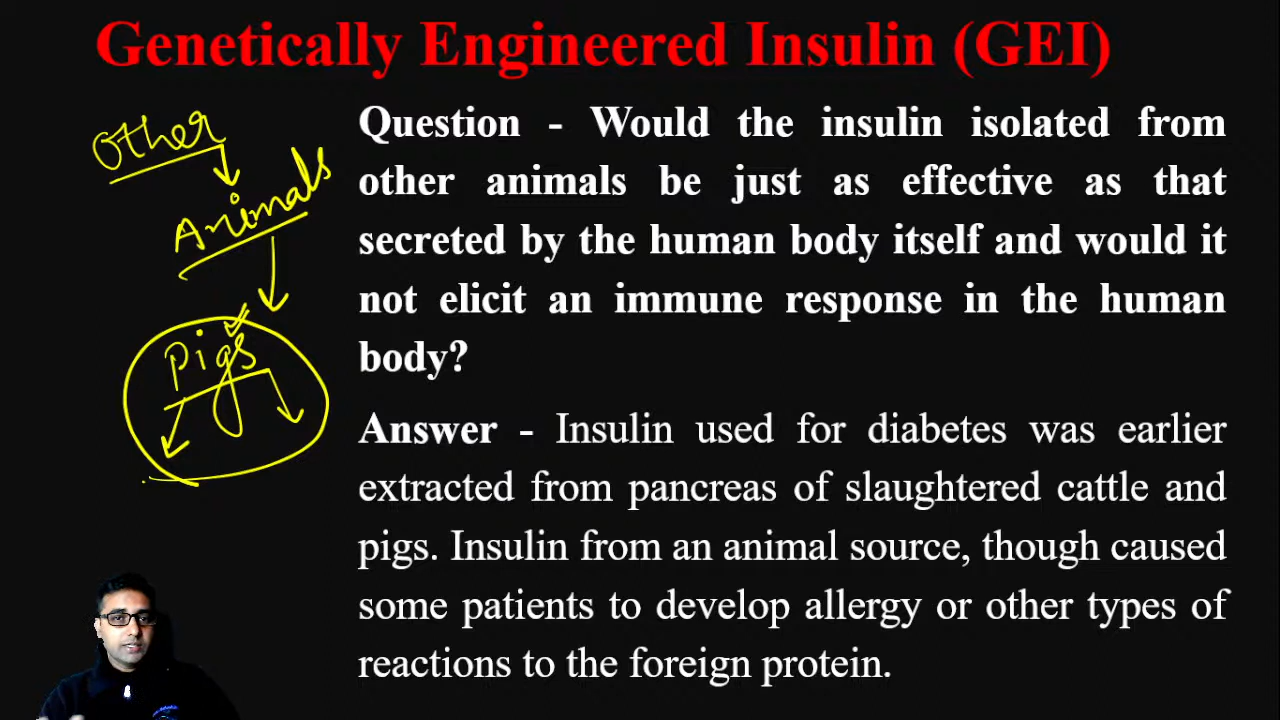 Genetically Engineered Insulin (GEI)
Other
Animals
Pigs
Question - Would the insulin isolated from
other animals be just as effective as that
secreted by the human body itself and would it
not elicit an immune response in the human
body?
Answer - Insulin used for diabetes was earlier
extracted from pancreas of slaughtered cattle and
pigs. Insulin from an animal source, though caused
some patients to develop allergy or other types of
reactions to the foreign protein.